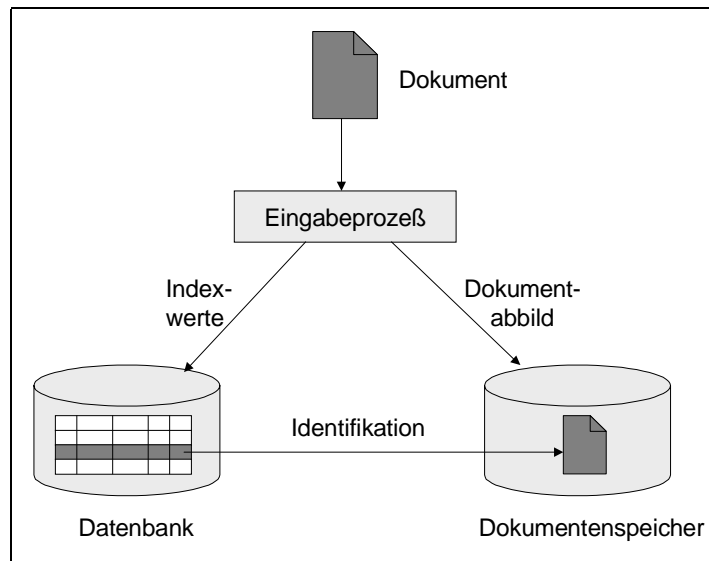 Dokument
Eingabeprozeß
Index-
werte
Dokument-
abbild
Identifikation
Datenbank
Dokumentenspeicher